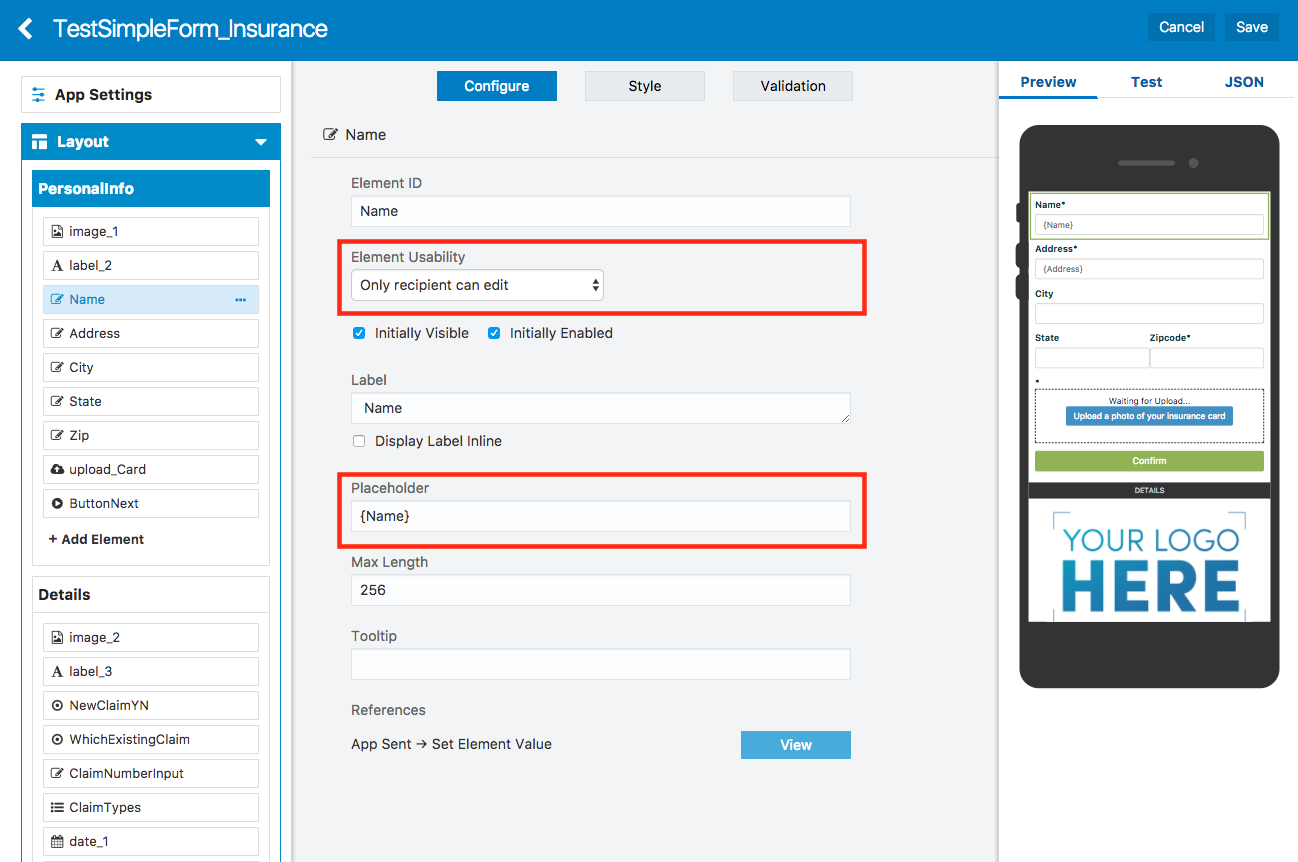 TestSimpleForm_Insurance
Cancel
Save
App Settings
Layout
PersonalInfo
image_1
label_2
Name
Address
City
State
Zip
upload_Card
ButtonNext
+ Add Element
Details
image_2
label_3
NewClaimYN
WhichExistingClaim
ClaimNumberInput
ClaimTypes
date_1
Configure
Style
Validation
Name
Element ID
Name
Element Usability
Only recipient can edit
Initially Visible
Initially Enabled
Label
Name
Display Label Inline
Placeholder
{Name}
Max Length
256
Tooltip
References
App Sent → Set Element Value
View
Preview
Test
JSON
Name*
{Name}
Address*
{Address}
City
State
Zipcode*
*
Waiting for Upload...
Upload a photo of your insurance card
Confirm
DETAILS
YOUR LOGO
HERE